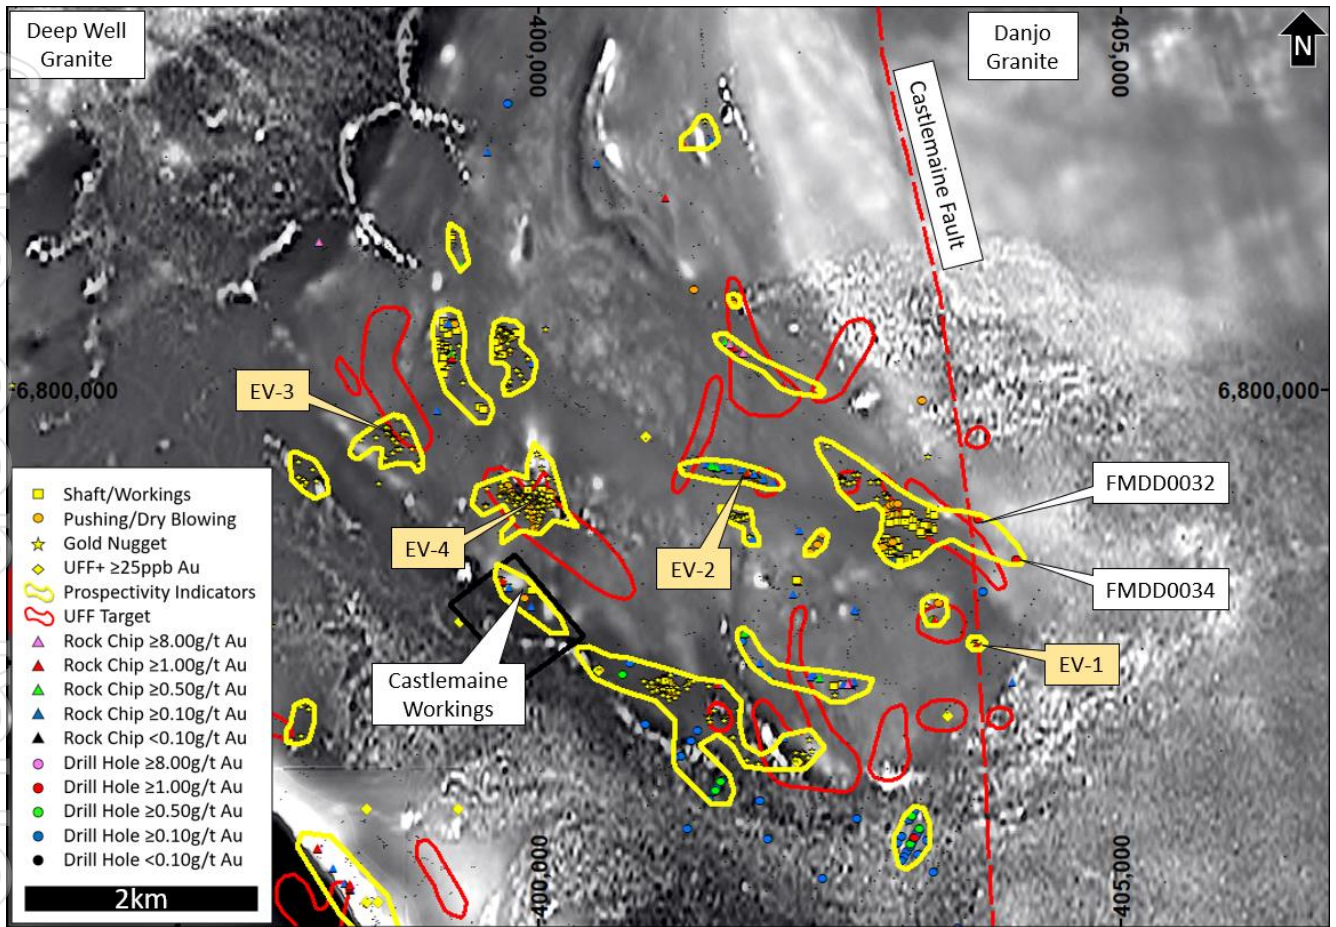 Deep Well
Granite
400,000
Danjo
Granite
405,000
N
Castlemaine Fault
6,800,000
6,800,000
EV-3
EV-4
EV-2
FMDD0032
FMDD0034
EV-1
Castlemaine
Workings
Shaft/Workings
Pushing/Dry Blowing
Gold Nugget
UFF+ ≥25ppb Au
Prospectivity Indicators
UFF Target
Rock Chip ≥8.00g/t Au
Rock Chip ≥1.00g/t Au
Rock Chip ≥0.50g/t Au
Rock Chip ≥0.10g/t Au
Rock Chip <0.10g/t Au
Drill Hole ≥8.00g/t Au
Drill Hole ≥1.00g/t Au
Drill Hole ≥0.50g/t Au
Drill Hole ≥0.10g/t Au
Drill Hole <0.10g/t Au
2km
400,000
405,000